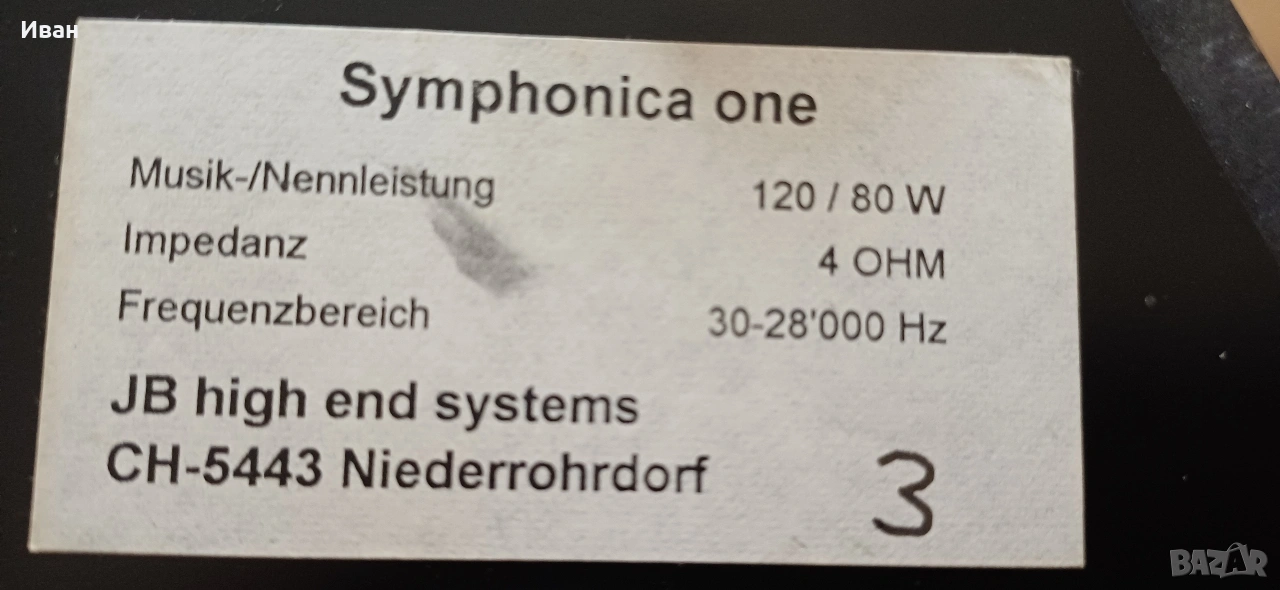 Иван
Symphonica one
Musik-/Nennleistung 120 / 80 W
Impedanz 4 OHM
Frequenzbereich 30-28'000 Hz
JB high end systems
CH-5443 Niederrohrdorf
3
BAZAR